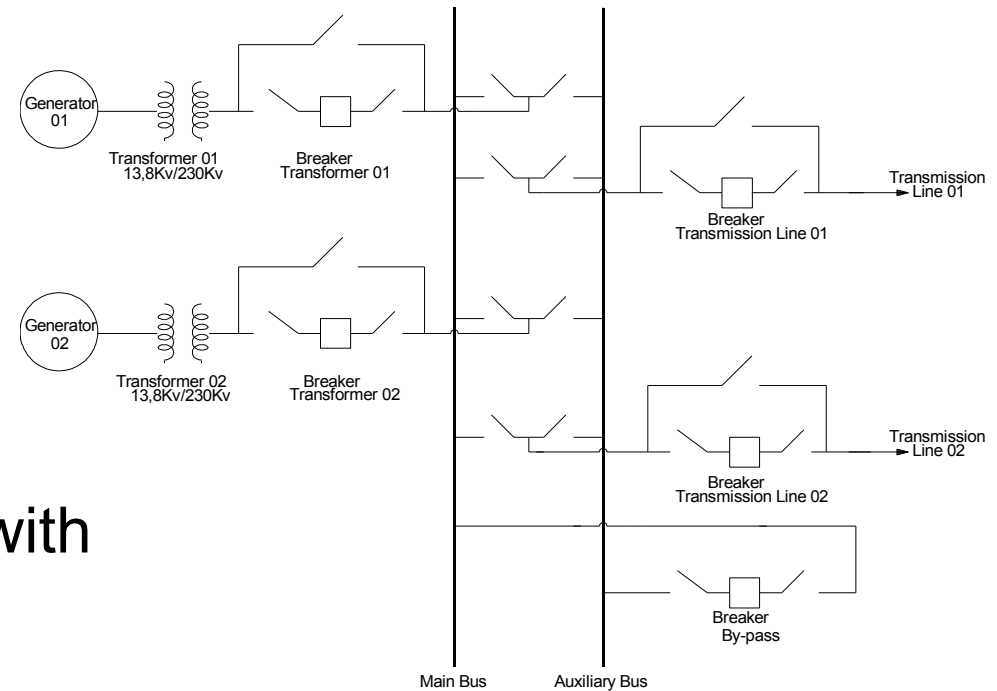 Generator
01
Transformer 01
13,8Kv/230Kv
Breaker
Transformer 01
Breaker
Transmission Line 01
Transmission
Line 01
Generator
02
Transformer 02
13,8Kv/230Kv
Breaker
Transformer 02
Breaker
Transmission Line 02
Transmission
Line 02
with
Breaker
By-pass
Main Bus
Auxiliary Bus